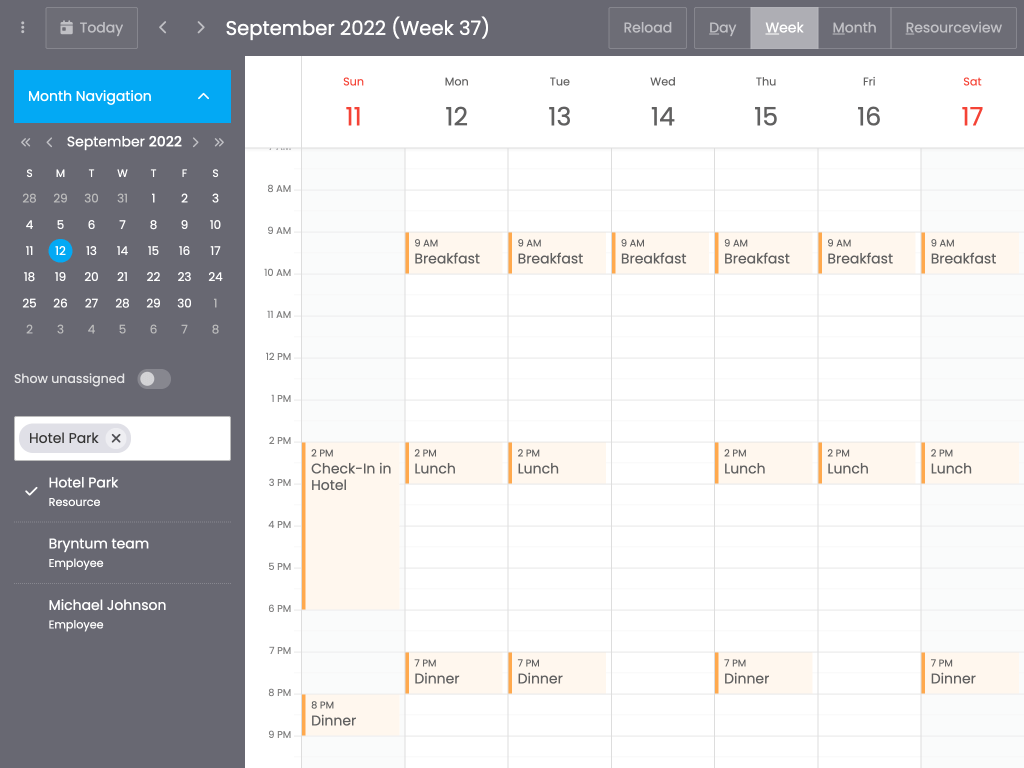 Today
September 2022 (Week 37)
Reload
Day
Week
Month
Resourceview
Month Navigation
September 2022
S M T W T F S
28 29 30 31 1 2 3
4 5 6 7 8 9 10
11 12 13 14 15 16 17
18 19 20 21 22 23 24
25 26 27 28 29 30 1
2 3 4 5 6 7 8
Show unassigned
Hotel Park
Hotel Park
Resource
Bryntum team
Employee
Michael Johnson
Employee
Sun Mon Tue Wed Thu Fri Sat
11 12 13 14 15 16 17
8 AM
9 AM
9 AM 9 AM 9 AM 9 AM 9 AM 9 AM
Breakfast Breakfast Breakfast Breakfast Breakfast Breakfast
10 AM
11 AM
12 PM
1 PM
2 PM
2 PM 2 PM 2 PM 2 PM 2 PM 2 PM
Check-In in Lunch Lunch Lunch Lunch Lunch
Hotel
3 PM
4 PM
5 PM
6 PM
7 PM
7 PM 7 PM 7 PM 7 PM
Dinner Dinner Dinner Dinner
8 PM
8 PM
Dinner
9 PM